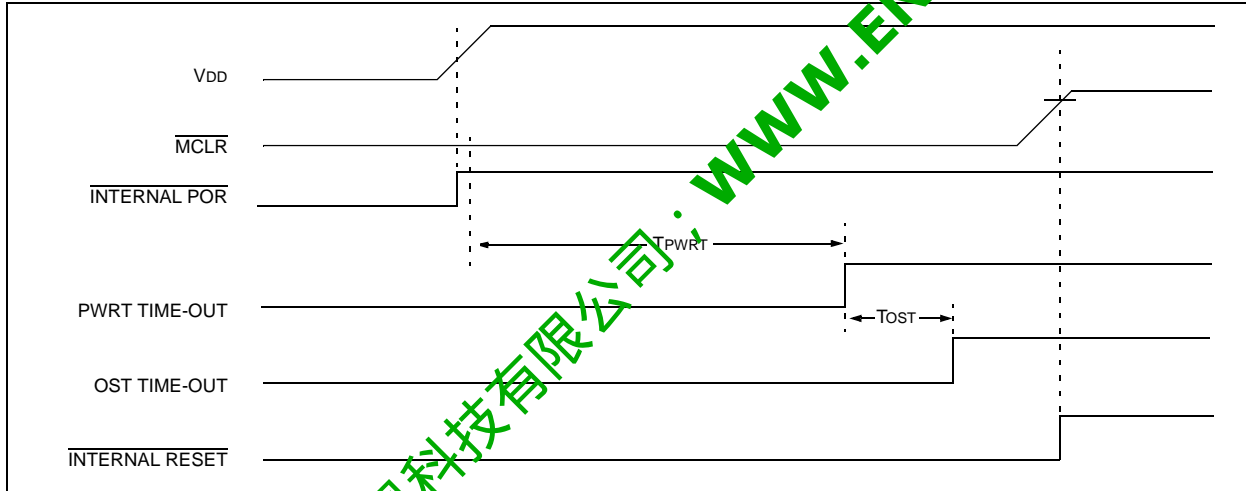 VDD
MCLR
INTERNAL POR
TPWRT
PWRT TIME-OUT
TOST
OST TIME-OUT
INTERNAL RESET
科技有限公司；www.EN